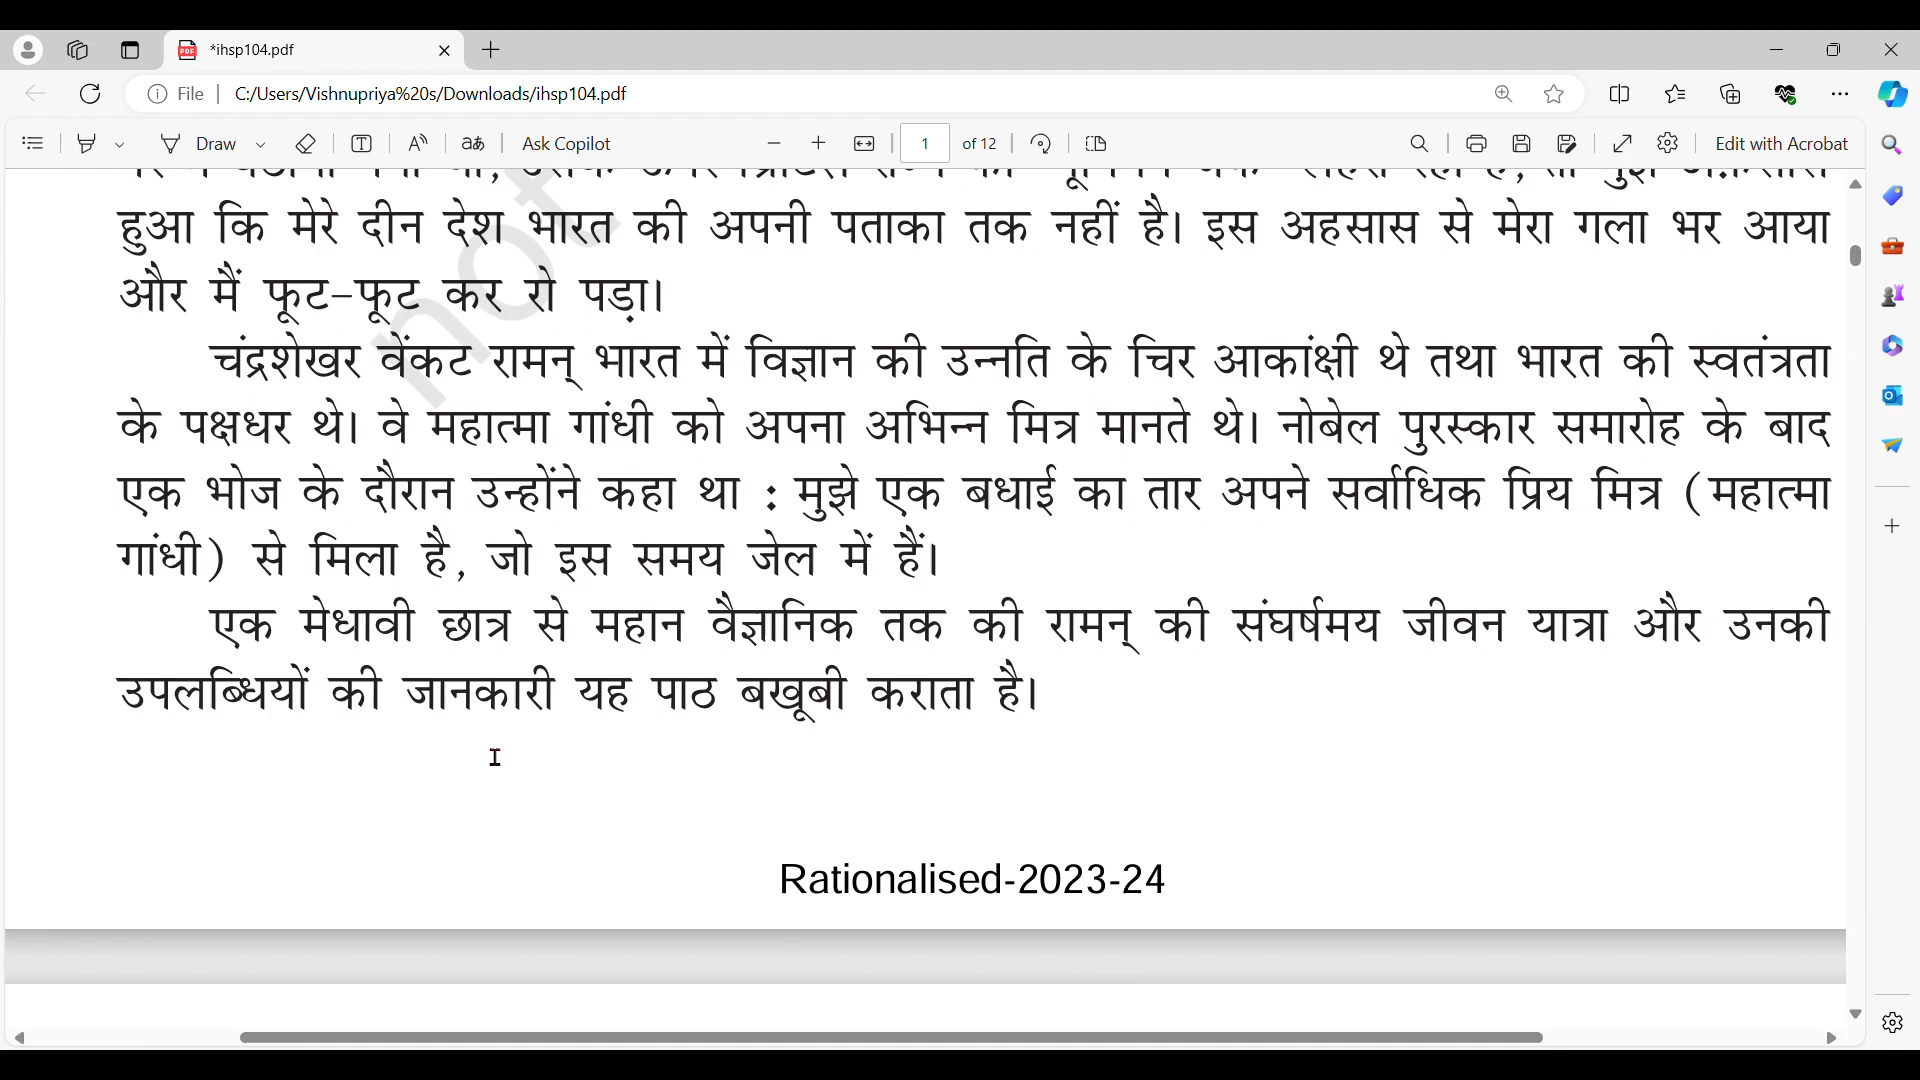 *ihsp104.pdf
File
C:/Users/Vishnupriya%20s/Downloads/ihsp104.pdf
Draw
aあ
Ask Copilot
1
of 12
Edit with Acrobat
हुआ कि मेरे दीन देश भारत की अपनी पताका तक नहीं है। इस अहसास से मेरा गला भर आया
और मैं फूट-फूट कर रो पड़ा।
चंद्रशेखर वेंकट रामन् भारत में विज्ञान की उन्नति के चिर आकांक्षी थे तथा भारत की स्वतंत्रता
के पक्षधर थे। वे महात्मा गांधी को अपना अभिन्न मित्र मानते थे। नोबेल पुरस्कार समारोह के बाद
एक भोज के दौरान उन्होंने कहा था : मुझे एक बधाई का तार अपने सर्वाधिक प्रिय मित्र (महात्मा
गांधी) से मिला है, जो इस समय जेल में हैं।
एक मेधावी छात्र से महान वैज्ञानिक तक की रामन् की संघर्षमय जीवन यात्रा और उनकी
उपलब्धियों की जानकारी यह पाठ बखूबी कराता है।
not
Rationalised-2023-24